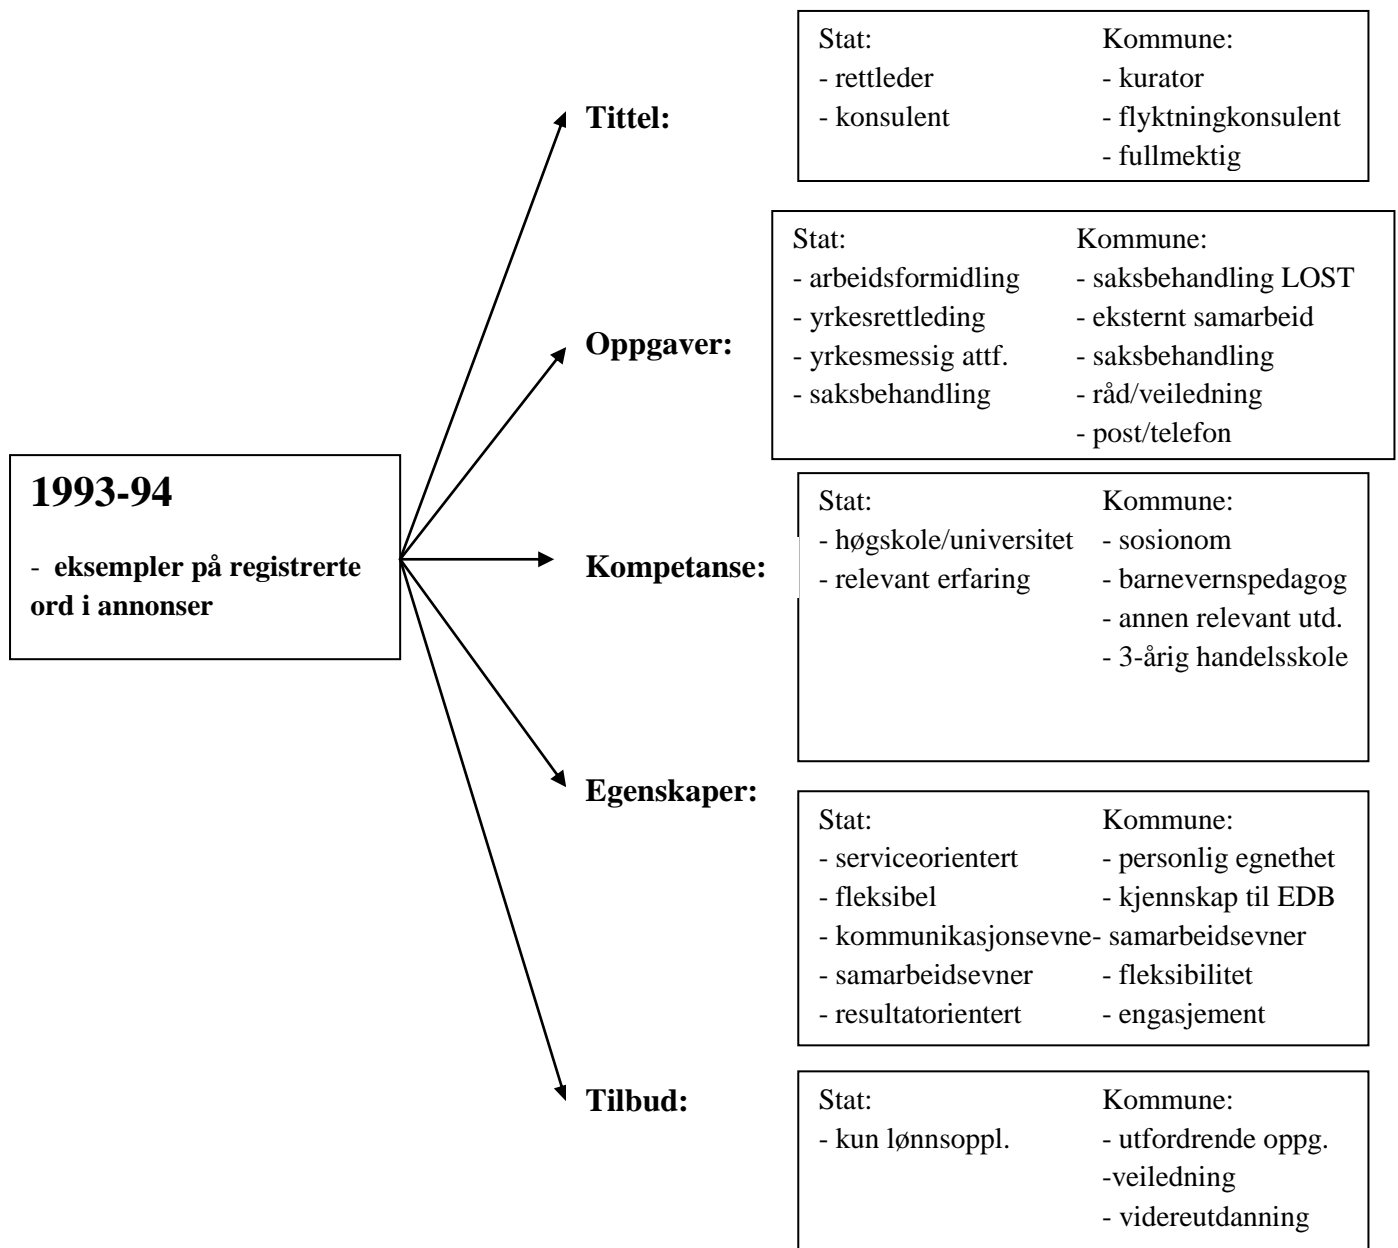 Stat: Kommune:
- rettleder - kurator
- konsulent - flyktningkonsulent
- fullmektig
Tittel:
Stat: Kommune:
- arbeidsformidling - saksbehandling LOST
- yrkesrettleding - eksternt samarbeid
- yrkesmessig attf. - saksbehandling
- saksbehandling - råd/veiledning
- post/telefon
Oppgaver:
1993-94
- eksempler på registrerte
ord i annonser
Stat: Kommune:
- høgskole/universitet - sosionom
- relevant erfaring - barnevernspedagog
- annen relevant utd.
- 3-årig handelsskole
Kompetanse:
Egenskaper:
Stat: Kommune:
- serviceorientert - personlig egnethet
- fleksibel - kjennskap til EDB
- kommunikasjonsevne- samarbeidsevner
- samarbeidsevner - fleksibilitet
- resultatorientert - engasjement
Tilbud:
Stat: Kommune:
- kun lønnsoppl. - utfordrende oppg.
-veiledning
- videreutdanning